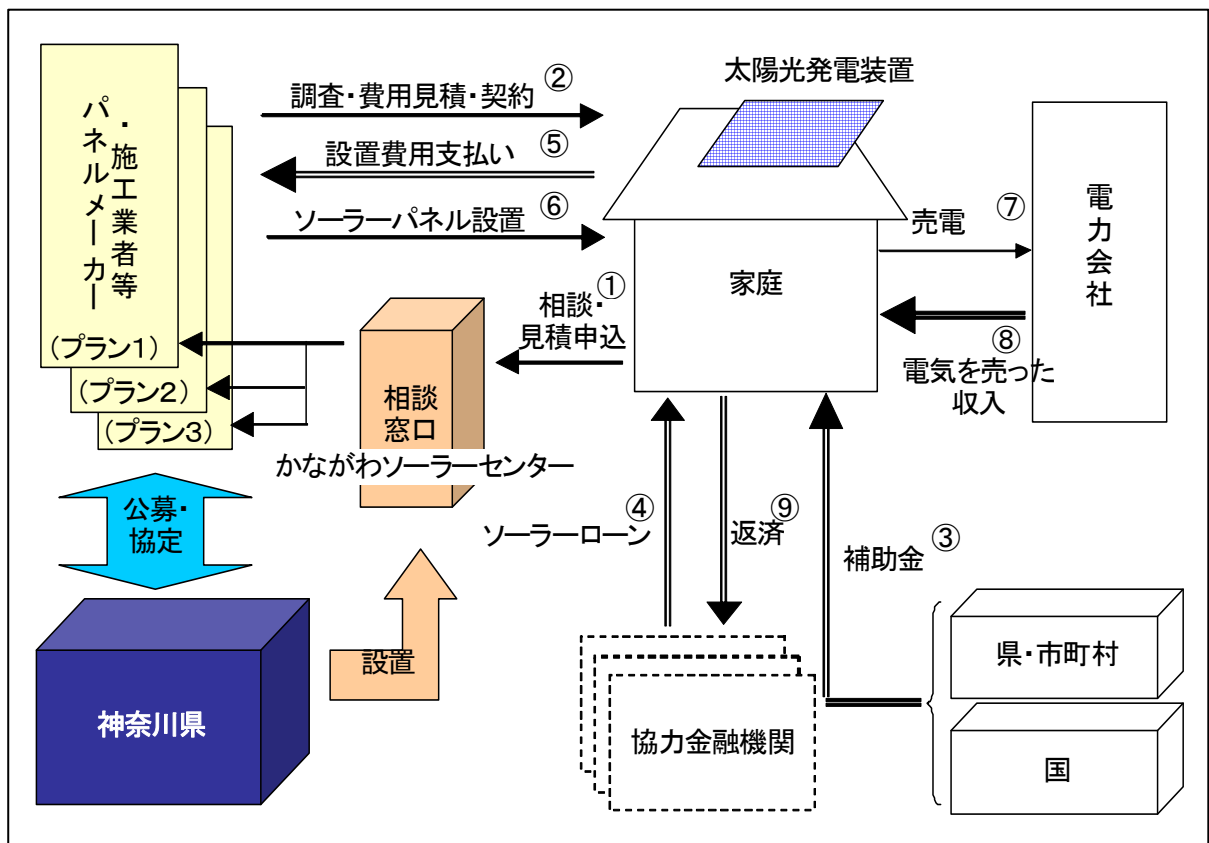 パネルメーカー
・施工業者等
(プラン1)
(プラン2)
(プラン3)
調査・費用見積・契約 ②
設置費用支払い ⑤
ソーラーパネル設置 ⑥
太陽光発電装置
家庭
売電 ⑦
電力会社
⑧
電気を売った
収入
①
相談・
見積申込
相談
窓口
かながわソーラーセンター
公募・
協定
設置
神奈川県
ソーラーローン ④
返済 ⑨
補助金 ③
協力金融機関
県・市町村
国